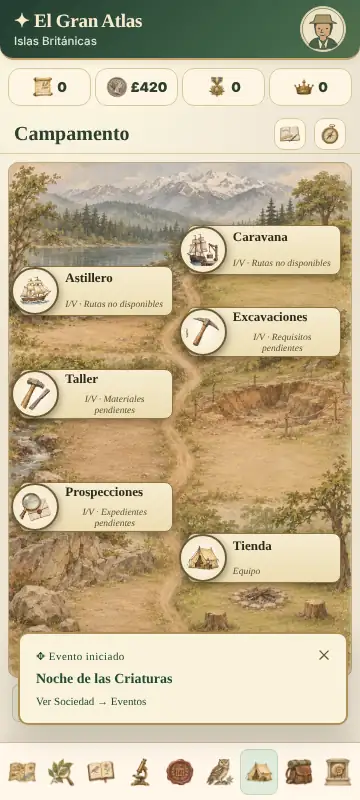 ✦ El Gran Atlas
Islas Británicas
0
£420
0
0
Campamento
Caravana
I/V · Rutas no disponibles
Astillero
I/V · Rutas no disponibles
Excavaciones
I/V · Requisitos
pendientes
Taller
I/V · Materiales
pendientes
Prospecciones
I/V · Expedientes
pendientes
Tienda
Equipo
✥ Evento iniciado
Noche de las Criaturas
Ver Sociedad → Eventos